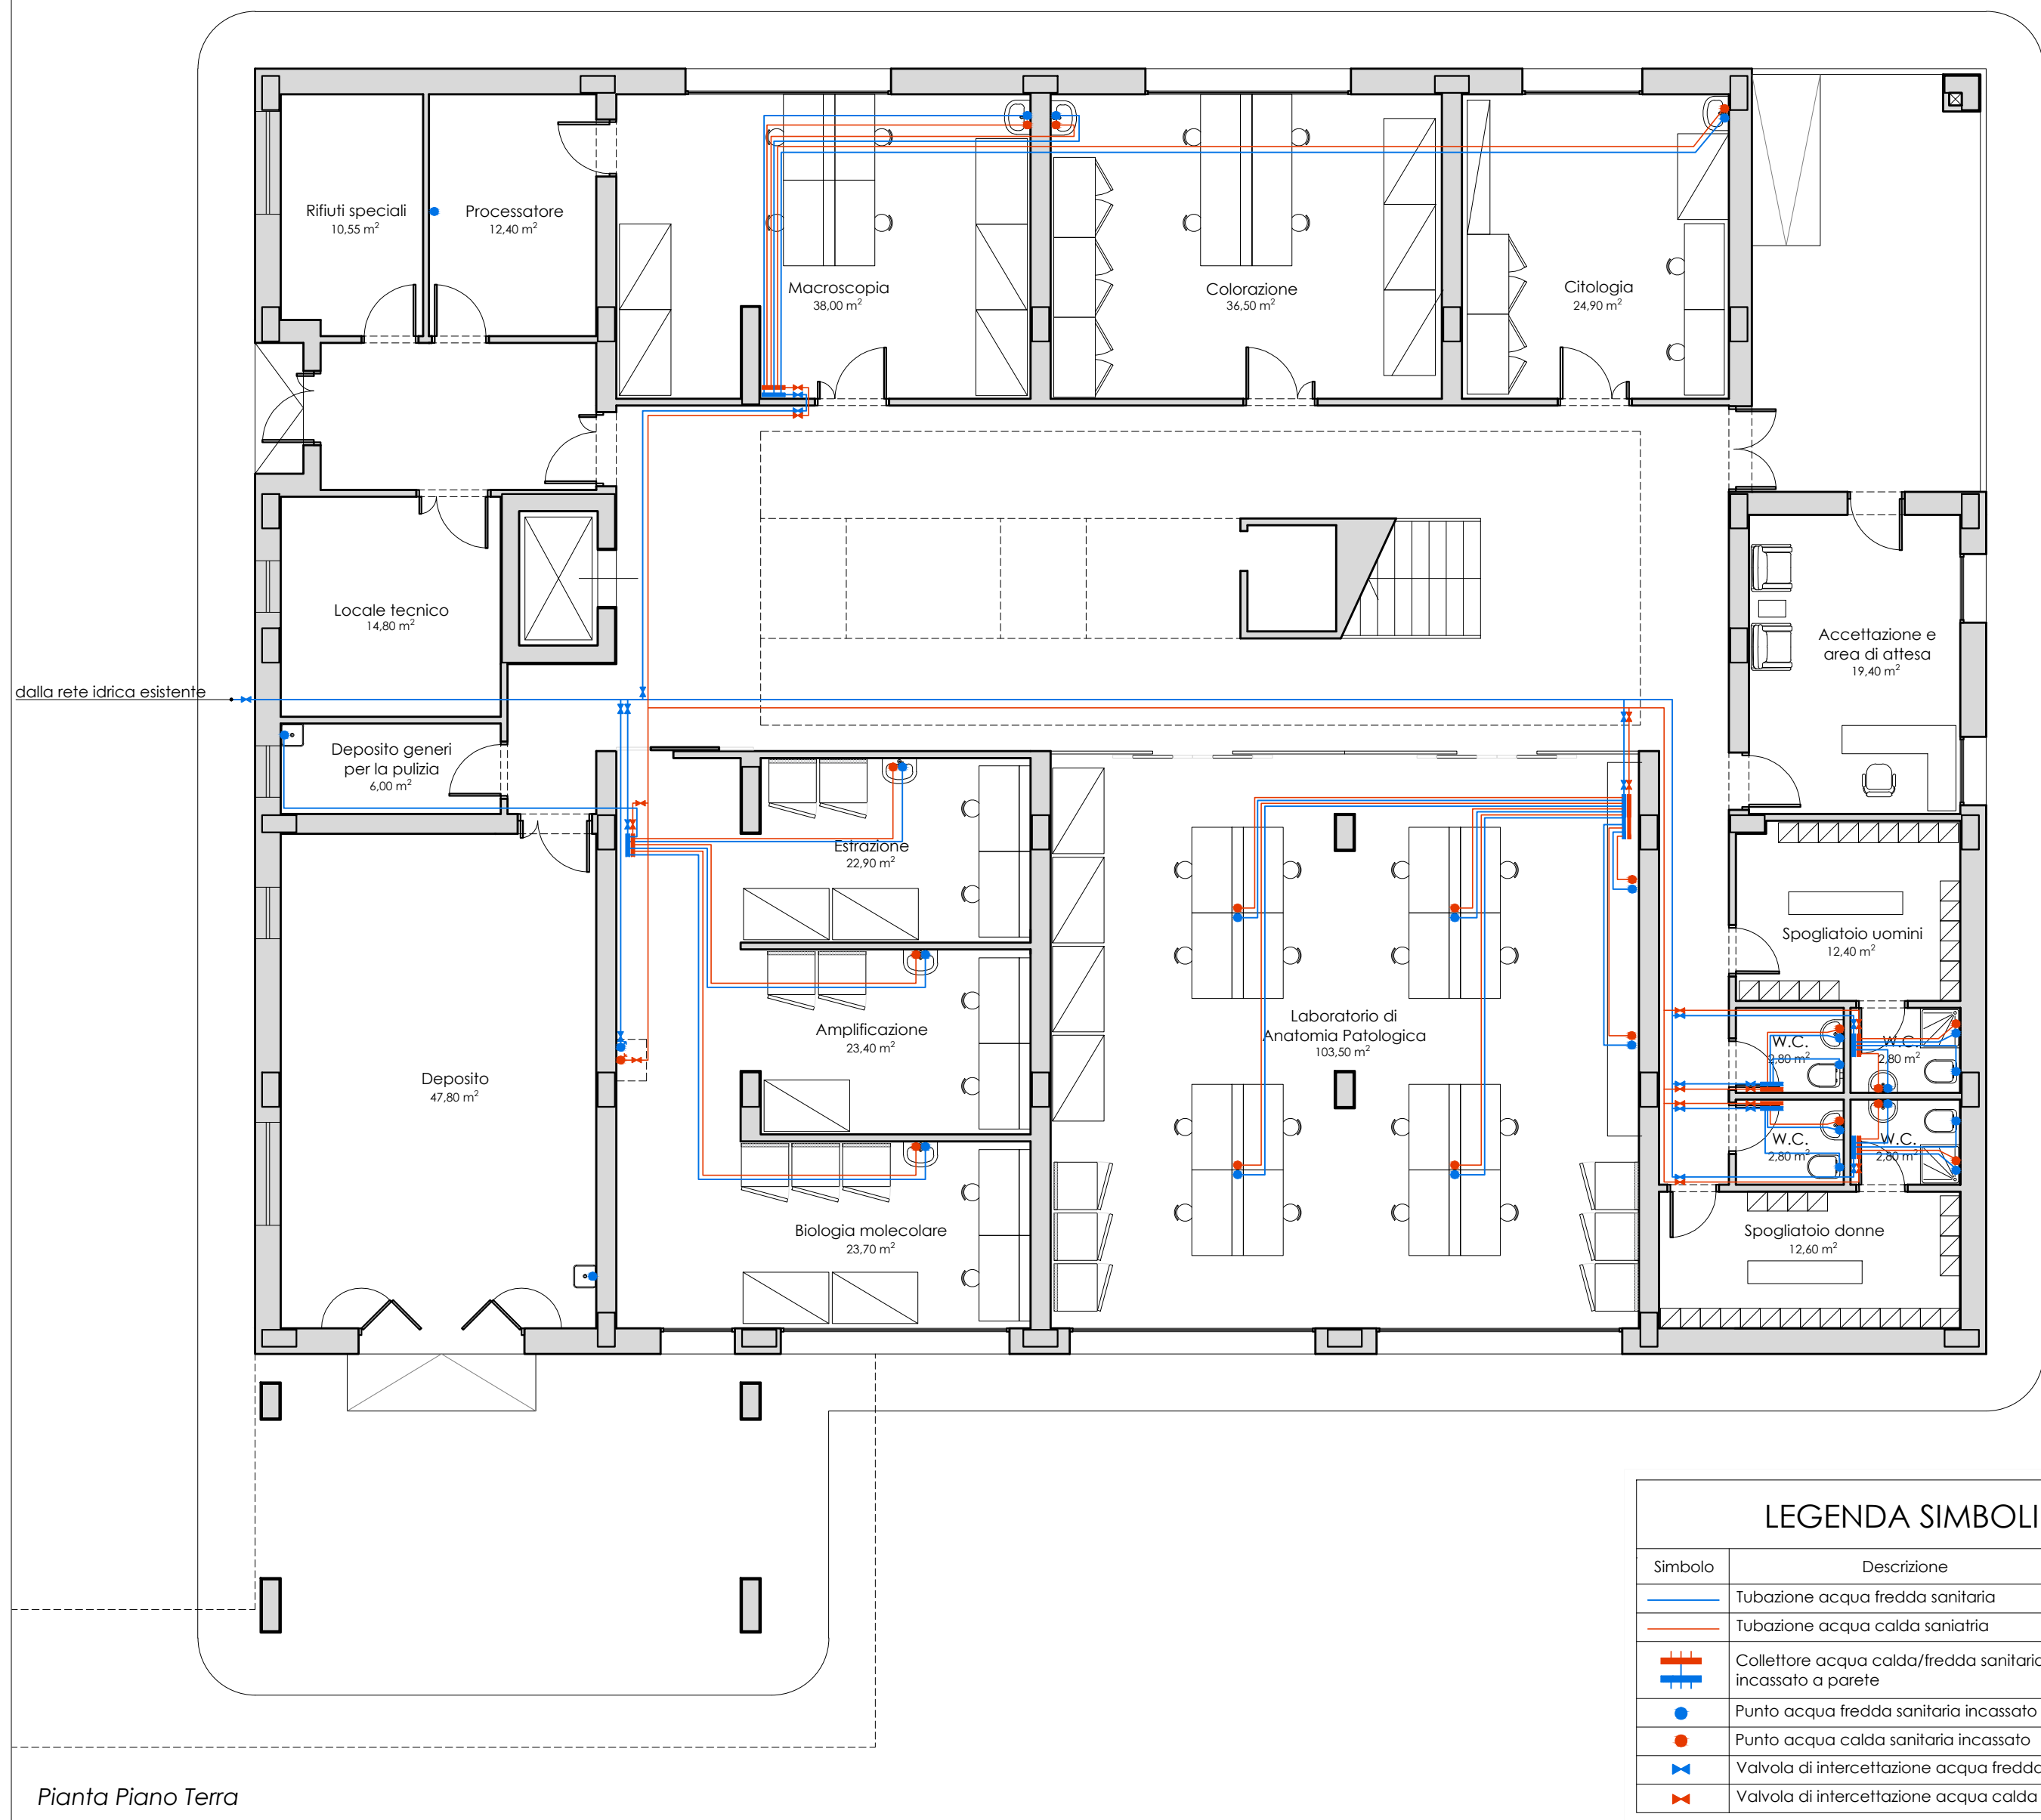 Rifiuti speciali
10,55 m²
Processatore
12,40 m²
Macroscopia
38,00 m²
Colorazione
36,50 m²
Citologia
24,90 m²
Locale tecnico
14,80 m²
Accettazione e
area di attesa
19,40 m²
dalla rete idrica esistente
Deposito generi
per la pulizia
6,00 m²
Estrazione
22,90 m²
Spogliatoio uomini
12,40 m²
Amplificazione
23,40 m²
Laboratorio di
Anatomia Patologica
103,50 m²
W.C.
2,80 m²
W.C.
2,80 m²
Deposito
47,80 m²
W.C.
2,80 m²
W.C.
2,80 m²
Biologia molecolare
23,70 m²
Spogliatoio donne
12,60 m²
LEGENDA SIMBOLI
Simbolo Descrizione
Tubazione acqua fredda sanitaria
Tubazione acqua calda saniatria
Collettore acqua calda/fredda sanitaria
incassato a parete
Punto acqua fredda sanitaria incassato
Punto acqua calda sanitaria incassato
Valvola di intercettazione acqua fredda
Valvola di intercettazione acqua calda
Pianta Piano Terra